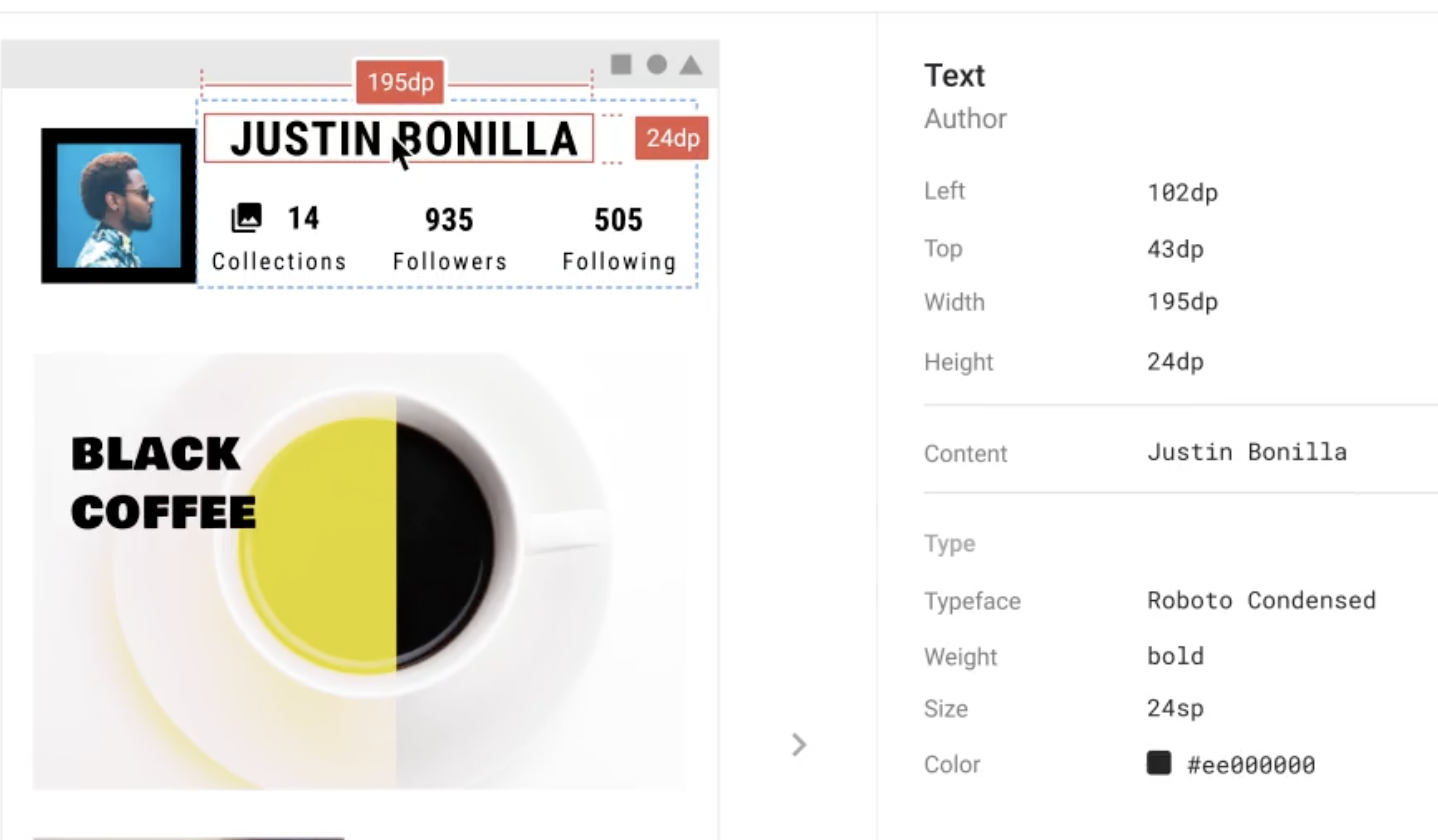 195dp
JUSTIN BONILLA
24dp
14 935 505
Collections Followers Following
BLACK
COFFEE
Text
Author
Left 102dp
Top 43dp
Width 195dp
Height 24dp
Content Justin Bonilla
Type
Typeface Roboto Condensed
Weight bold
Size 24sp
Color #ee000000